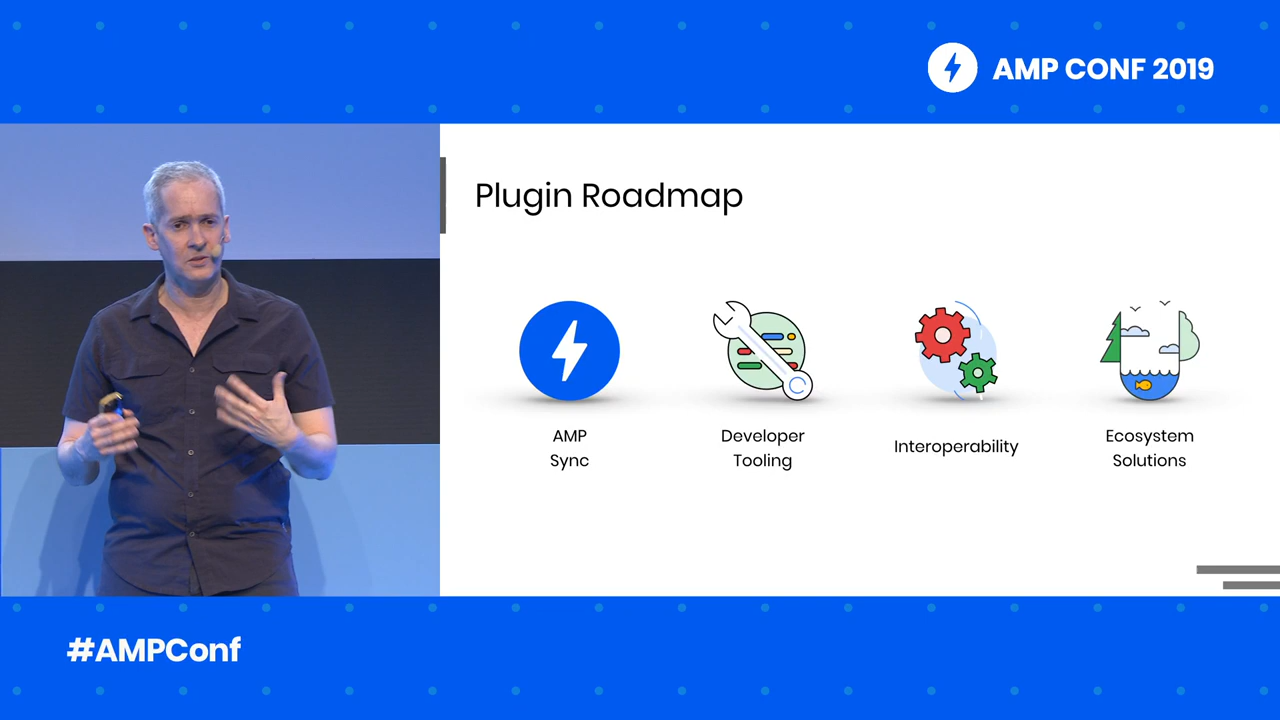 AMP CONF 2019
Plugin Roadmap
AMP
Sync
Developer
Tooling
Interoperability
Ecosystem
Solutions
#AMPConf